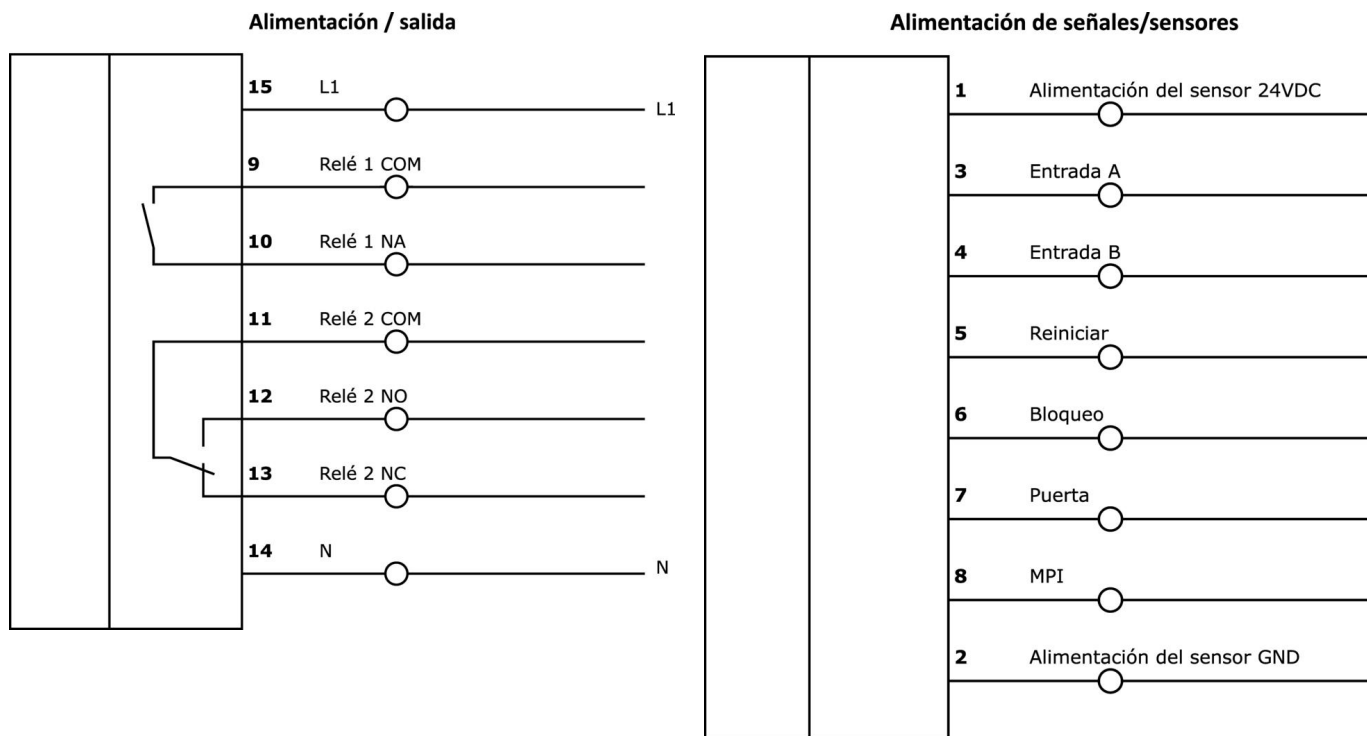 Alimentación / salida
15 L1
L1
9 Relé 1 COM
10 Relé 1 NA
11 Relé 2 COM
12 Relé 2 NO
13 Relé 2 NC
14 N
N
Alimentación de señales/sensores
1 Alimentación del sensor 24VDC
3 Entrada A
4 Entrada B
5 Reiniciar
6 Bloqueo
7 Puerta
8 MPI
2 Alimentación del sensor GND